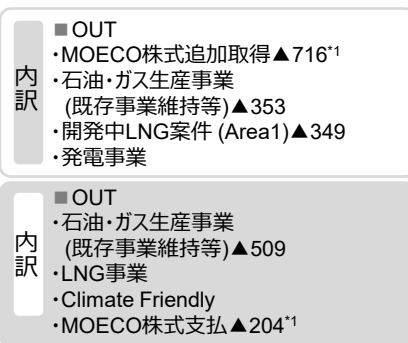 内訳
■OUT
・MOECO株式追加取得▲716*1
・石油・ガス生産事業
(既存事業維持等)▲353
・開発中LNG案件 (Area1)▲349
・発電事業
内訳
■OUT
・石油・ガス生産事業
(既存事業維持等)▲509
・LNG事業
・Climate Friendly
・MOECO株式支払▲204*1